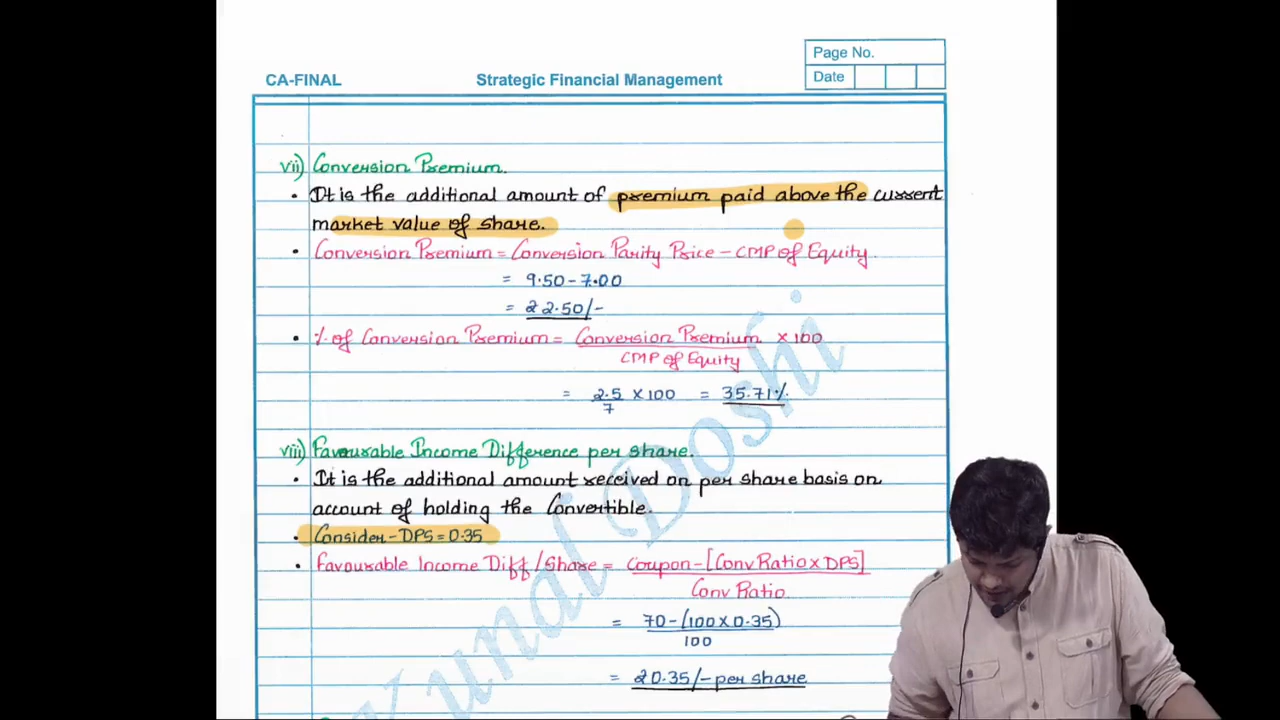 Page No.
CA-FINAL Strategic Financial Management
Date
vii) Conversion Premium.
• It is the additional amount of premium paid above the current
market value of share.
• Conversion Premium = Conversion Parity Price - CMP of Equity
= 9.50 - 7.00
= ₹ 2.50/-
• % of Conversion Premium = Conversion Premium × 100
CMP of Equity
= 2.5 × 100 = 35.71%
7
viii) Favourable Income Difference per share.
• It is the additional amount received on per share basis on
account of holding the Convertible.
• Consider - DPS = 0.35
• Favourable Income Diff/Share = Coupon - [Conv Ratio × DPS]
Conv Ratio
= 70 - (100 × 0.35)
100
= ₹ 0.35/- per share
Kunal Doshi